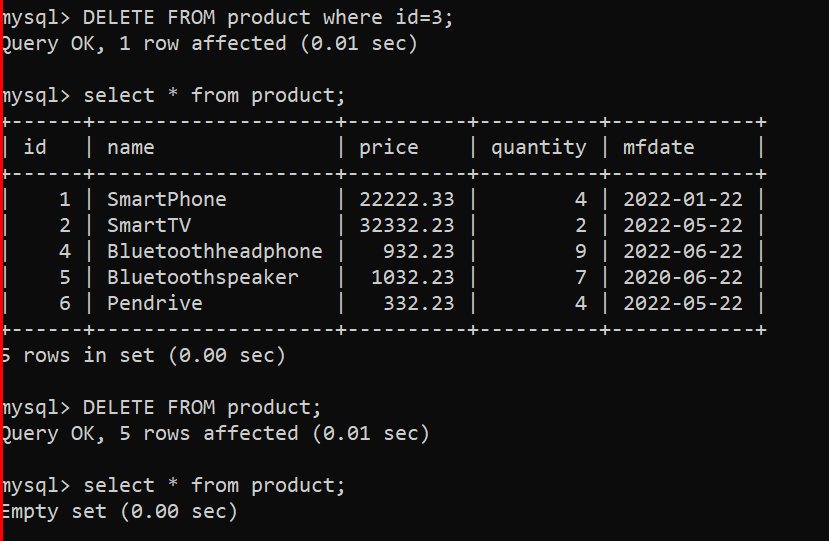 mysql> DELETE FROM product where id=3;
Query OK, 1 row affected (0.01 sec)
mysql> select * from product;
+------+--------------------+----------+----------+------------+
| id   | name               | price    | quantity | mfdate     |
+------+--------------------+----------+----------+------------+
|    1 | SmartPhone         | 22222.33 |        4 | 2022-01-22 |
|    2 | SmartTV            | 32332.23 |        2 | 2022-05-22 |
|    4 | Bluetoothheadphone |   932.23 |        9 | 2022-06-22 |
|    5 | Bluetoothspeaker   |  1032.23 |        7 | 2020-06-22 |
|    6 | Pendrive           |   332.23 |        4 | 2022-05-22 |
+------+--------------------+----------+----------+------------+
5 rows in set (0.00 sec)
mysql> DELETE FROM product;
Query OK, 5 rows affected (0.01 sec)
mysql> select * from product;
Empty set (0.00 sec)